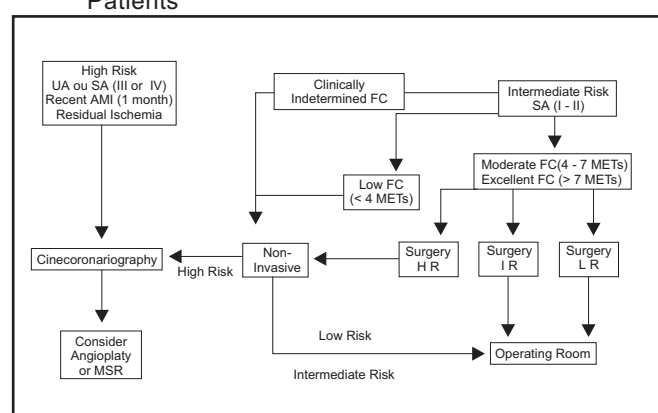 Patients
High Risk
UA ou SA (III or IV)
Recent AMI (1 month)
Residual Ischemia
Clinically
Indetermined FC
Intermediate Risk
SA (I - II)
Low FC
(< 4 METs)
Moderate FC(4 - 7 METs)
Excellent FC (> 7 METs)
Cinecoronariography
High Risk
Non-
Invasive
Surgery
H R
Surgery
I R
Surgery
L R
Consider
Angioplaty
or MSR
Low Risk
Intermediate Risk
Operating Room